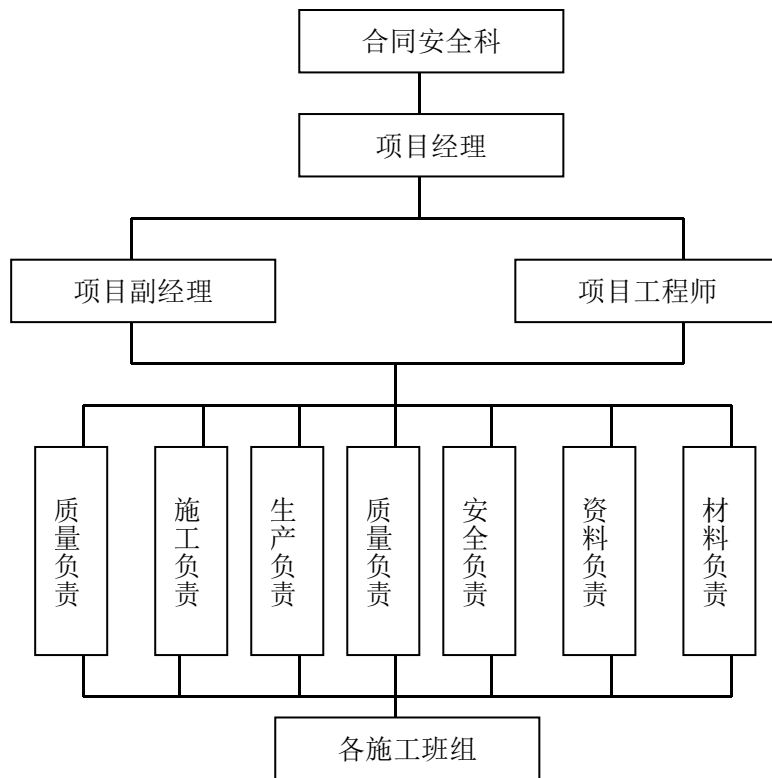 合同安全科
项目经理
项目副经理
项目工程师
质量负责
施工负责
生产负责
质量负责
安全负责
资料负责
材料负责
各施工班组